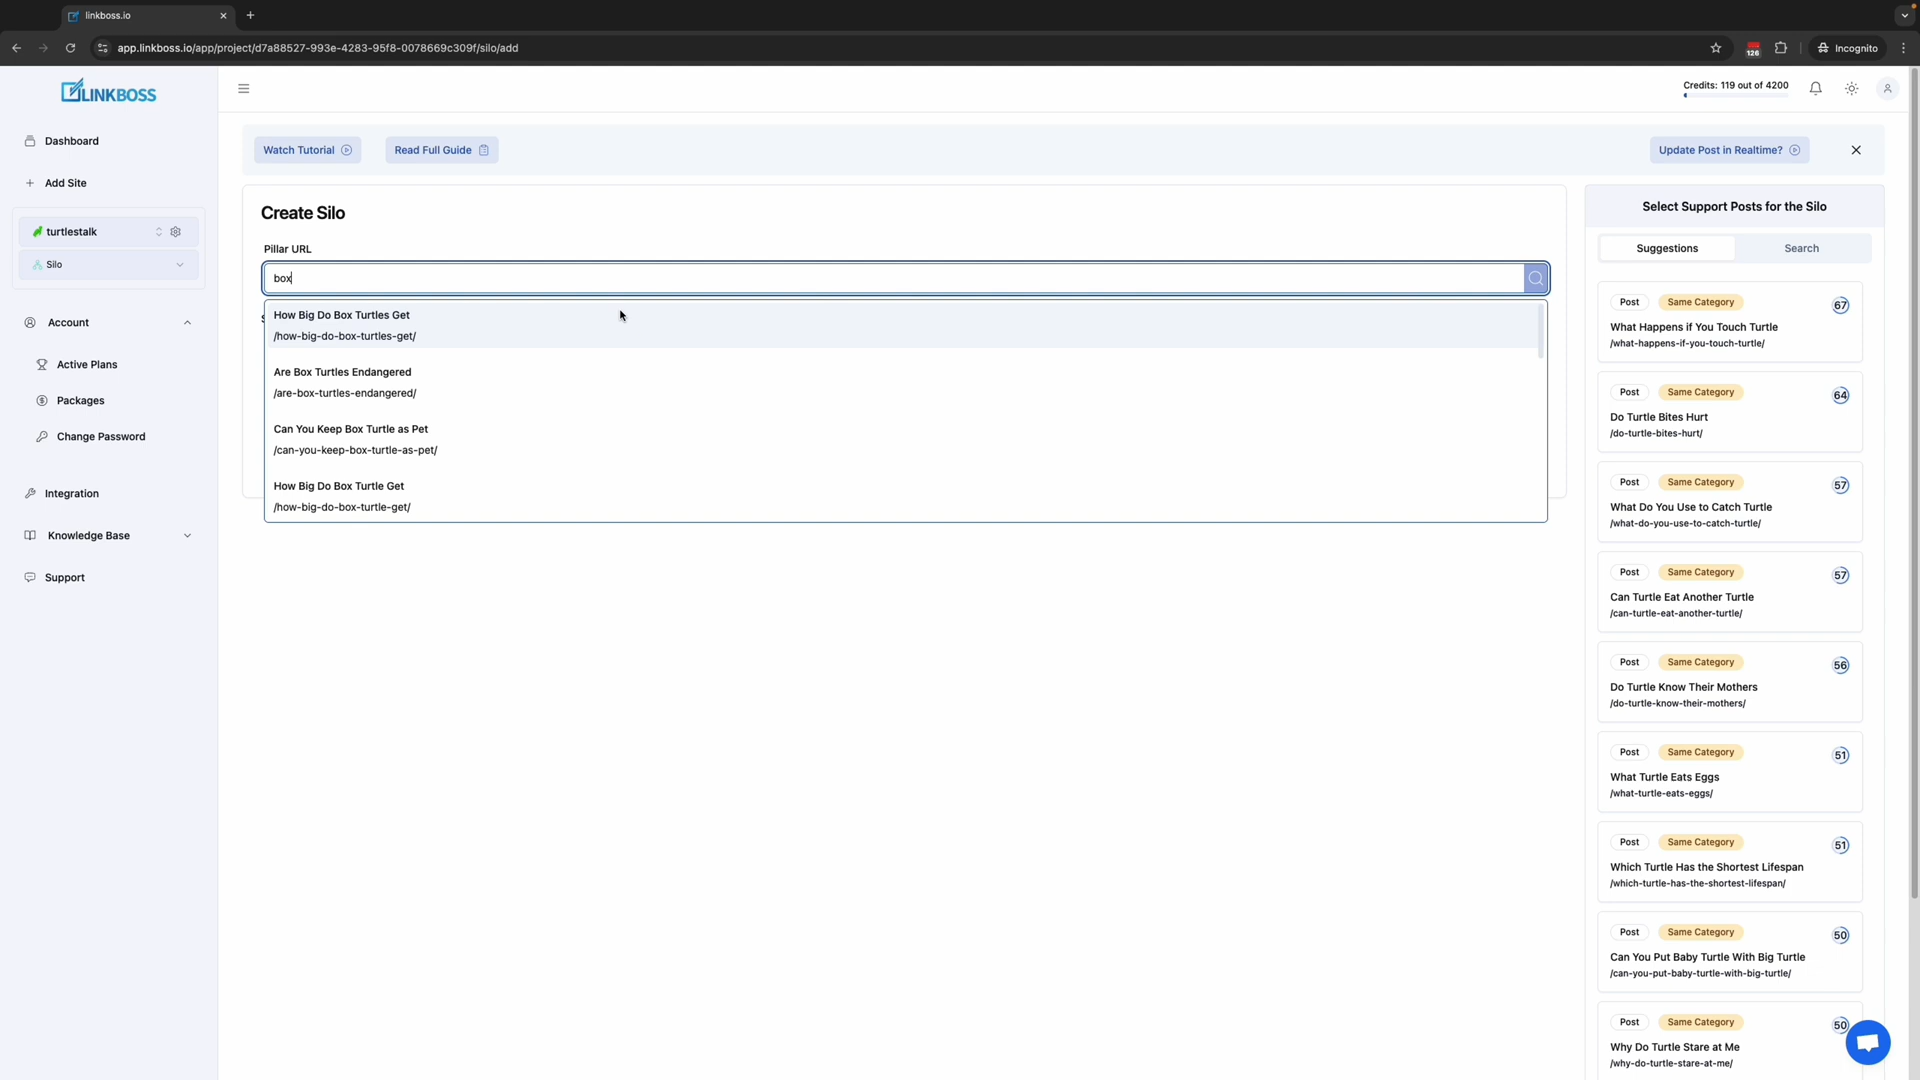 linkboss.io
app.linkboss.io/app/project/d7a88527-993e-4283-95f8-0078669c309f/silo/add
126
Incognito
LINKBOSS
Credits: 119 out of 4200
Dashboard
Add Site
turtlestalk
Silo
Account
Active Plans
Packages
Change Password
Integration
Knowledge Base
Support
Watch Tutorial
Read Full Guide
Update Post in Realtime?
Create Silo
Pillar URL
box
How Big Do Box Turtles Get
/how-big-do-box-turtles-get/
Are Box Turtles Endangered
/are-box-turtles-endangered/
Can You Keep Box Turtle as Pet
/can-you-keep-box-turtle-as-pet/
How Big Do Box Turtle Get
/how-big-do-box-turtle-get/
Select Support Posts for the Silo
Suggestions
Search
Post Same Category 67
What Happens if You Touch Turtle
/what-happens-if-you-touch-turtle/
Post Same Category 64
Do Turtle Bites Hurt
/do-turtle-bites-hurt/
Post Same Category 57
What Do You Use to Catch Turtle
/what-do-you-use-to-catch-turtle/
Post Same Category 57
Can Turtle Eat Another Turtle
/can-turtle-eat-another-turtle/
Post Same Category 56
Do Turtle Know Their Mothers
/do-turtle-know-their-mothers/
Post Same Category 51
What Turtle Eats Eggs
/what-turtle-eats-eggs/
Post Same Category 51
Which Turtle Has the Shortest Lifespan
/which-turtle-has-the-shortest-lifespan/
Post Same Category 50
Can You Put Baby Turtle With Big Turtle
/can-you-put-baby-turtle-with-big-turtle/
Post Same Category 50
Why Do Turtle Stare at Me
/why-do-turtle-stare-at-me/